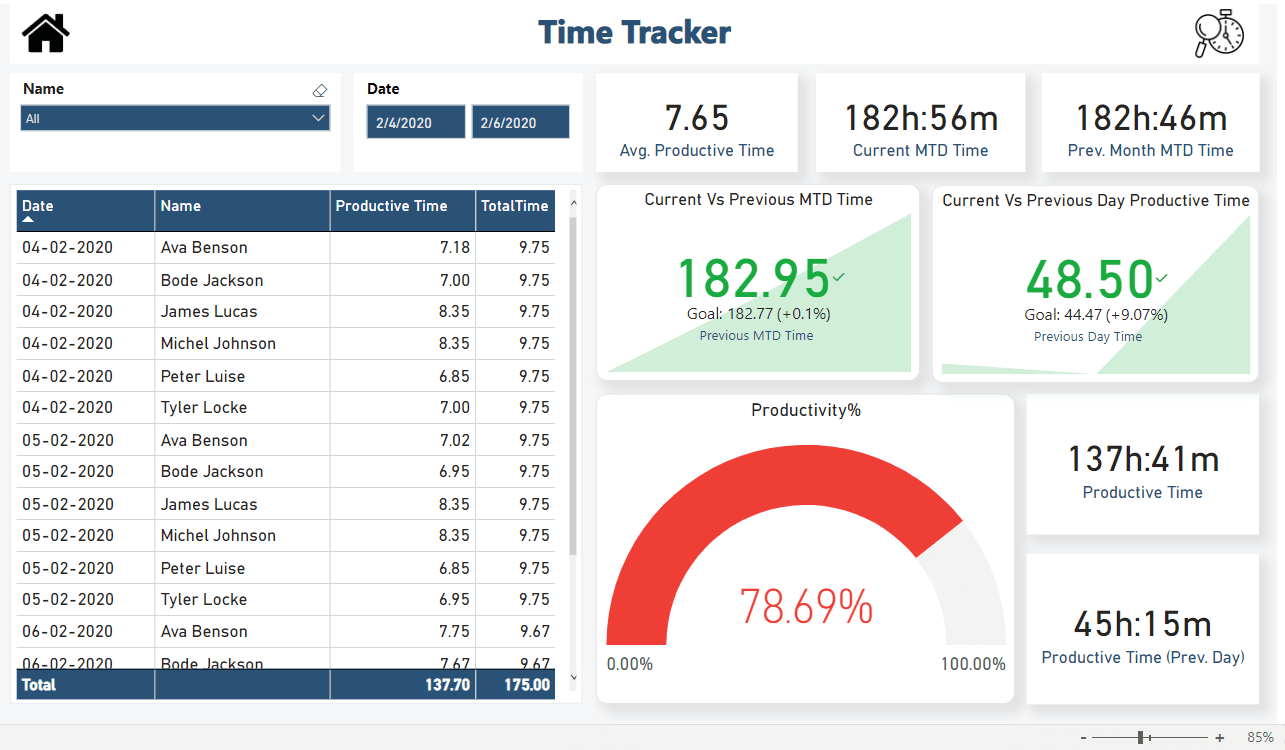 Time Tracker
Name
All
Date
2/4/2020 2/6/2020
7.65
Avg. Productive Time
182h:56m
Current MTD Time
182h:46m
Prev. Month MTD Time
Date Name Productive Time TotalTime
04-02-2020 Ava Benson 7.18 9.75
04-02-2020 Bode Jackson 7.00 9.75
04-02-2020 James Lucas 8.35 9.75
04-02-2020 Michel Johnson 8.35 9.75
04-02-2020 Peter Luise 6.85 9.75
04-02-2020 Tyler Locke 7.00 9.75
05-02-2020 Ava Benson 7.02 9.75
05-02-2020 Bode Jackson 6.95 9.75
05-02-2020 James Lucas 8.35 9.75
05-02-2020 Michel Johnson 8.35 9.75
05-02-2020 Peter Luise 6.85 9.75
05-02-2020 Tyler Locke 6.95 9.75
06-02-2020 Ava Benson 7.75 9.67
06-02-2020 Bode Jackson 7.67 9.67
Total 137.70 175.00
Current Vs Previous MTD Time
182.95
Goal: 182.77 (+0.1%)
Previous MTD Time
Current Vs Previous Day Productive Time
48.50
Goal: 44.47 (+9.07%)
Previous Day Time
Productivity%
78.69%
0.00% 100.00%
137h:41m
Productive Time
45h:15m
Productive Time (Prev. Day)
- + 85%